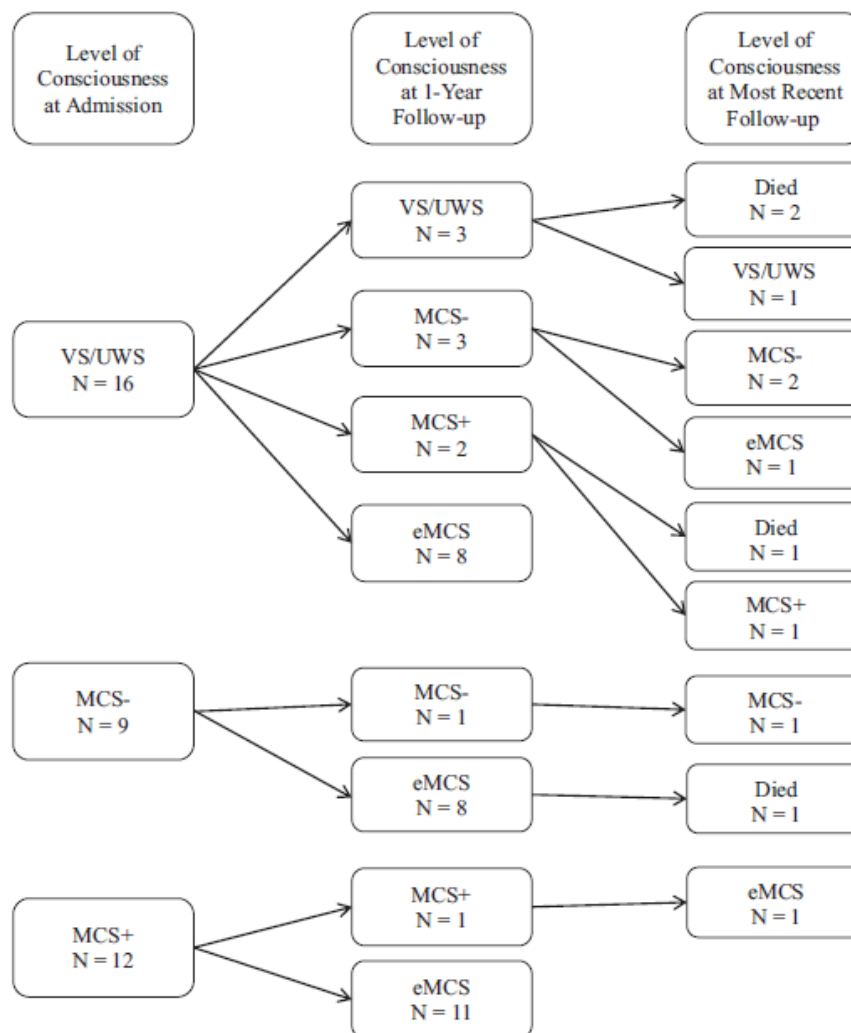 Level of
Consciousness
at Admission
Level of
Consciousness
at 1-Year
Follow-up
Level of
Consciousness
at Most Recent
Follow-up
VS/UWS
N = 16
VS/UWS
N = 3
MCS-
N = 3
MCS+
N = 2
eMCS
N = 8
Died
N = 2
VS/UWS
N = 1
MCS-
N = 2
eMCS
N = 1
Died
N = 1
MCS+
N = 1
MCS-
N = 9
MCS-
N = 1
eMCS
N = 8
MCS-
N = 1
Died
N = 1
MCS+
N = 12
MCS+
N = 1
eMCS
N = 11
eMCS
N = 1